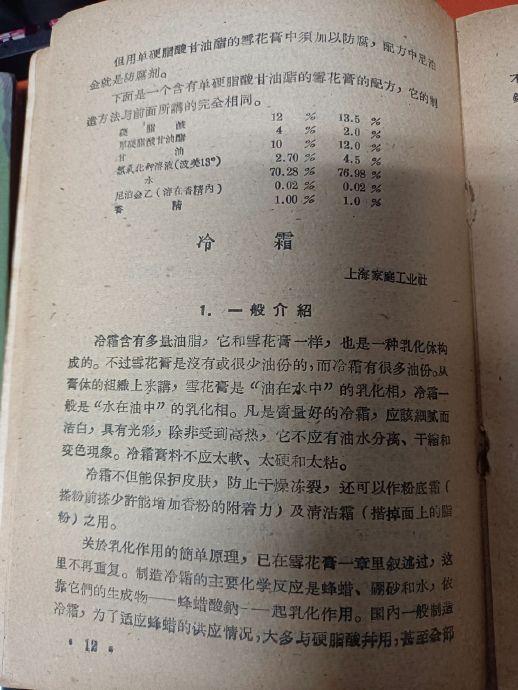 但用单硬脂酸甘油酯的雪花膏中須加以防腐，配方中尼泊
金就是防腐剂。
下面是一个含有单硬脂酸甘油酯的雪花膏的配方，它的制
造方法与前面所講的完全相同。
硬脂酸 12 % 13.5 %
单硬脂酸甘油酯 4 % 2.0 %
甘油 10 % 12.0 %
氫氧化鉀溶液(波美13°) 2.70 % 4.5 %
水 70.28 % 76.98 %
尼泊金乙(溶在香精內) 0.02 % 0.02 %
香精 1.00 % 1.0 %
冷霜
上海家庭工业社
1. 一般介紹
冷霜含有多量油脂，它和雪花膏一样，也是一种乳化体构
成的。不过雪花膏是沒有或很少油份的，而冷霜有很多油份。从
膏体的組織上来講，雪花膏是“油在水中”的乳化相，冷霜一
般是“水在油中”的乳化相。凡是質量好的冷霜，应該細膩而
洁白，具有光彩，除非受到高热，它不应有油水分离、干縮和
变色現象。冷霜膏料不应太軟、太硬和太粘。
冷霜不但能保护皮肤，防止干燥冻裂，还可以作粉底霜（
搽粉前搽少許能增加香粉的附着力）及清洁霜（揩掉面上的脂
粉）之用。
关於乳化作用的簡单原理，已在雪花膏一章里叙述过，这
里不再重复。制造冷霜的主要化学反应是蜂蜡、硼砂和水，依
靠它們的生成物——蜂蜡酸鈉——起乳化作用。国内一般制造
冷霜，为了适应蜂蜡的供应情况，大多与硬脂酸幷用，甚至全部
• 12 •